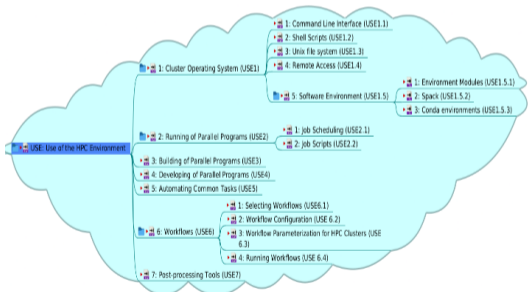 USE: Use of the HPC Environment
1: Cluster Operating System (USE1)
1: Command Line Interface (USE1.1)
2: Shell Scripts (USE1.2)
3: Unix file system (USE1.3)
4: Remote Access (USE1.4)
5: Software Environment (USE1.5)
1: Environment Modules (USE1.5.1)
2: Spack (USE1.5.2)
3: Conda environments (USE1.5.3)
2: Running of Parallel Programs (USE2)
1: Job Scheduling (USE2.1)
2: Job Scripts (USE2.2)
3: Building of Parallel Programs (USE3)
4: Developing of Parallel Programs (USE4)
5: Automating Common Tasks (USE5)
6: Workflows (USE6)
1: Selecting Workflows (USE6.1)
2: Workflow Configuration (USE 6.2)
3: Workflow Parameterization for HPC Clusters (USE
6.3)
4: Running Workflows (USE 6.4)
7: Post-processing Tools (USE7)